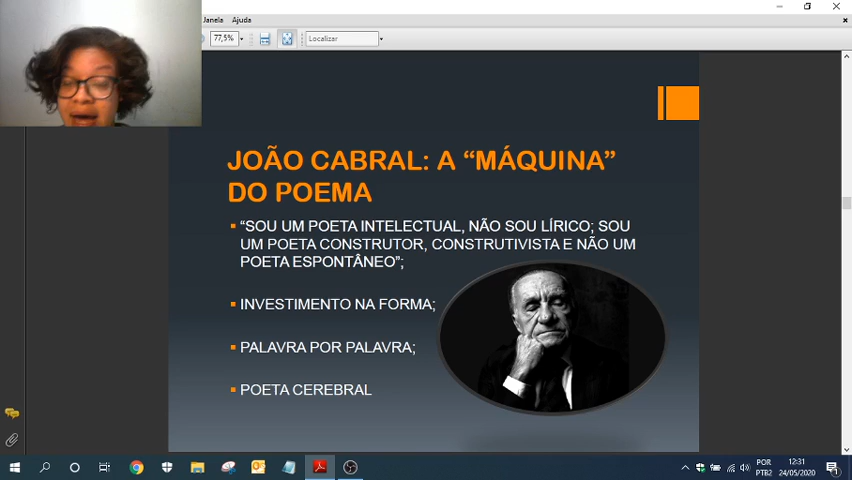 Janela Ajuda
77,5% Localizar
JOÃO CABRAL: A “MÁQUINA”
DO POEMA
“SOU UM POETA INTELECTUAL, NÃO SOU LÍRICO; SOU
UM POETA CONSTRUTOR, CONSTRUTIVISTA E NÃO UM
POETA ESPONTÂNEO”;
INVESTIMENTO NA FORMA;
PALAVRA POR PALAVRA;
POETA CEREBRAL
POR 12:31
PTB2 24/05/2020